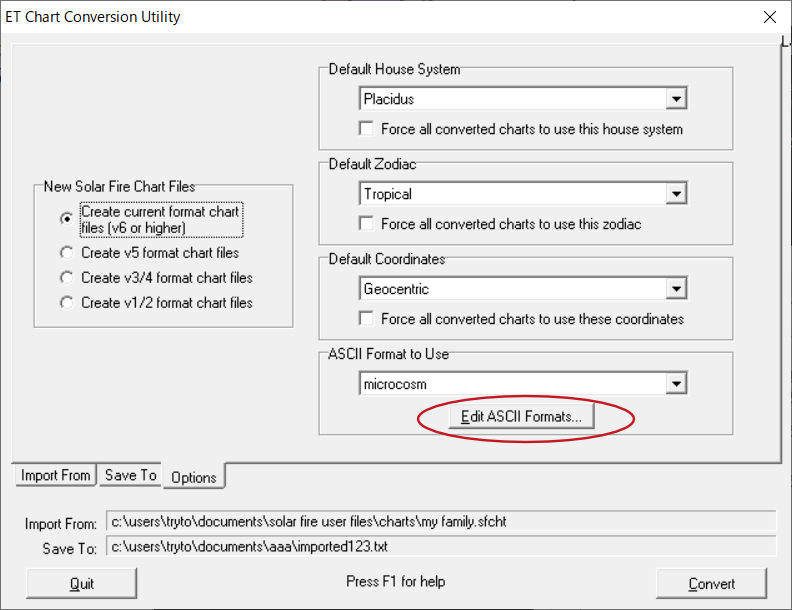 ET Chart Conversion Utility
Default House System
Placidus
Force all converted charts to use this house system
Default Zodiac
Tropical
Force all converted charts to use this zodiac
New Solar Fire Chart Files
Create current format chart
files (v6 or higher)
Create v5 format chart files
Create v3/4 format chart files
Create v1/2 format chart files
Default Coordinates
Geocentric
Force all converted charts to use these coordinates
ASCII Format to Use
microcosm
Edit ASCII Formats...
Import From
Save To
Options
Import From: c:\users\tryto\documents\solar fire user files\charts\my family.sfcht
Save To: c:\users\tryto\documents\aaa\imported123.txt
Quit
Press F1 for help
Convert